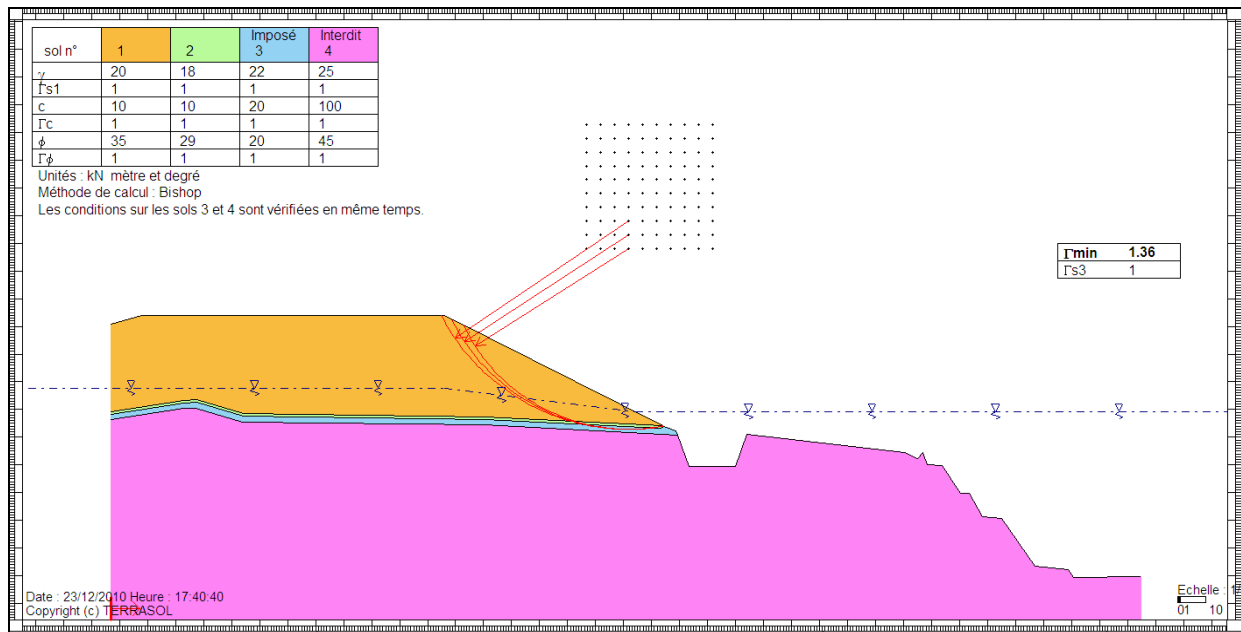 Imposé Interdit
sol n° 1 2 3 4
γ 20 18 22 25
Γs1 1 1 1 1
c 10 10 20 100
Γc 1 1 1 1
ϕ 35 29 20 45
Γϕ 1 1 1 1
Unités : kN mètre et degré
Méthode de calcul : Bishop
Les conditions sur les sols 3 et 4 sont vérifiées en même temps.
Γmin 1.36
Γs3 1
Date : 23/12/2010 Heure : 17:40:40
Copyright (c) TERRASOL
Echelle :
01 10